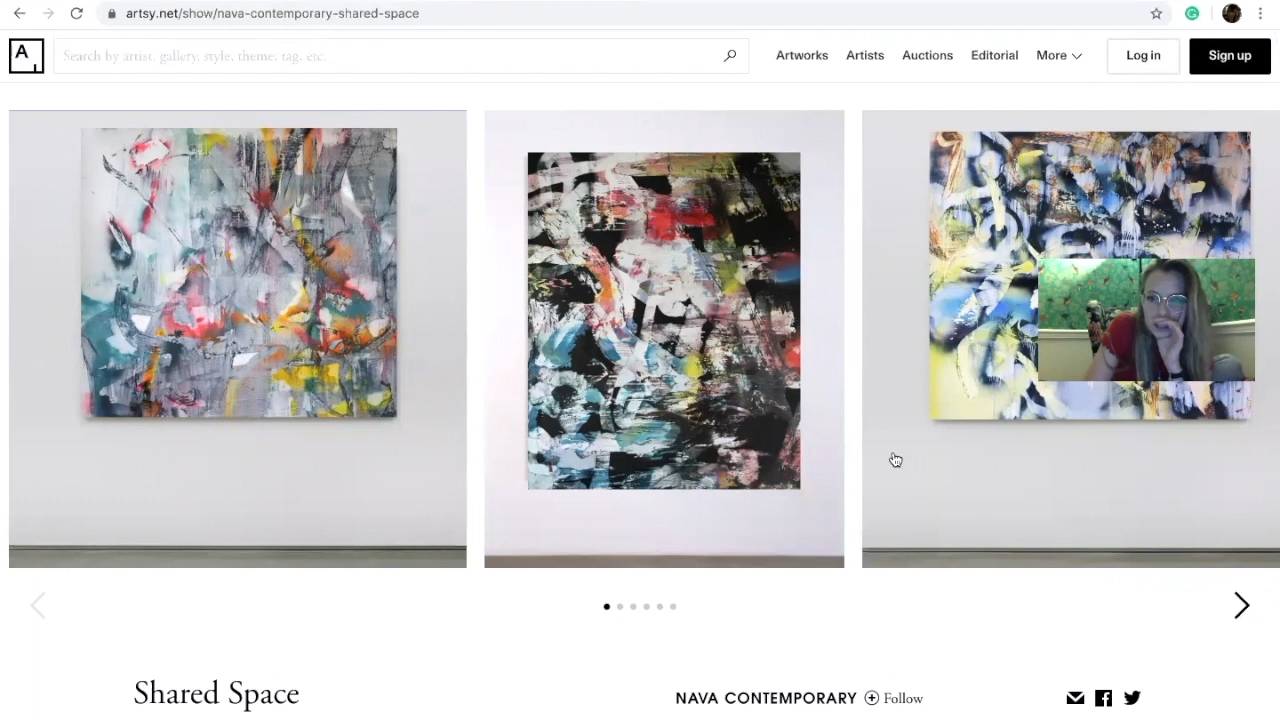 artsy.net/show/nava-contemporary-shared-space
A
Search by artist, gallery, style, theme, tag, etc.
Artworks Artists Auctions Editorial More Log in Sign up
Shared Space
NAVA CONTEMPORARY Follow